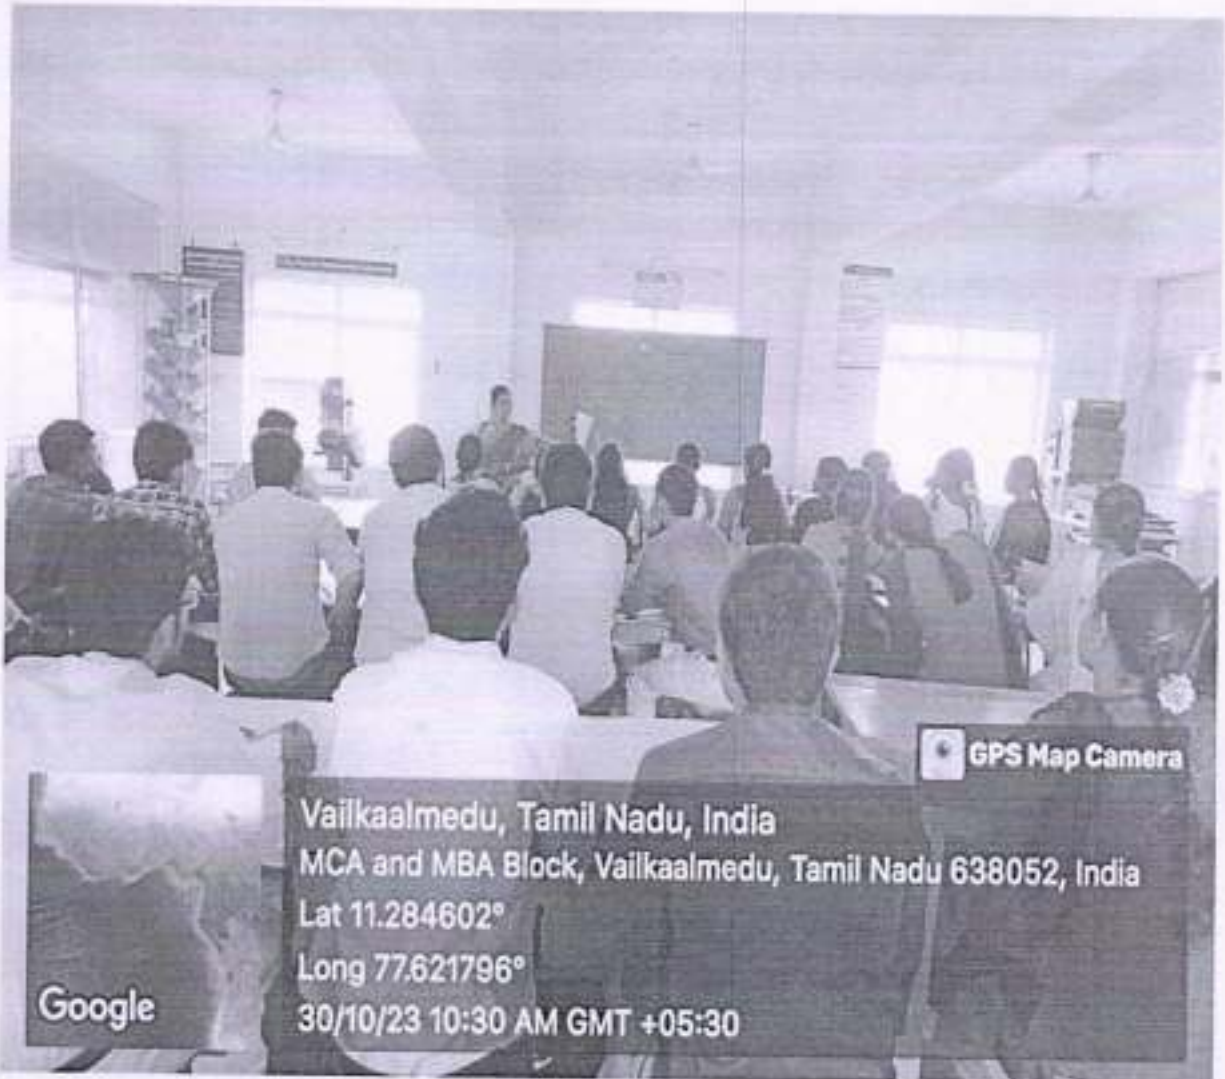 GPS Map Camera
Vailkaalmedu, Tamil Nadu, India
MCA and MBA Block, Vailkaalmedu, Tamil Nadu 638052, India
Lat 11.284602°
Long 77.621796°
30/10/23 10:30 AM GMT +05:30
Google